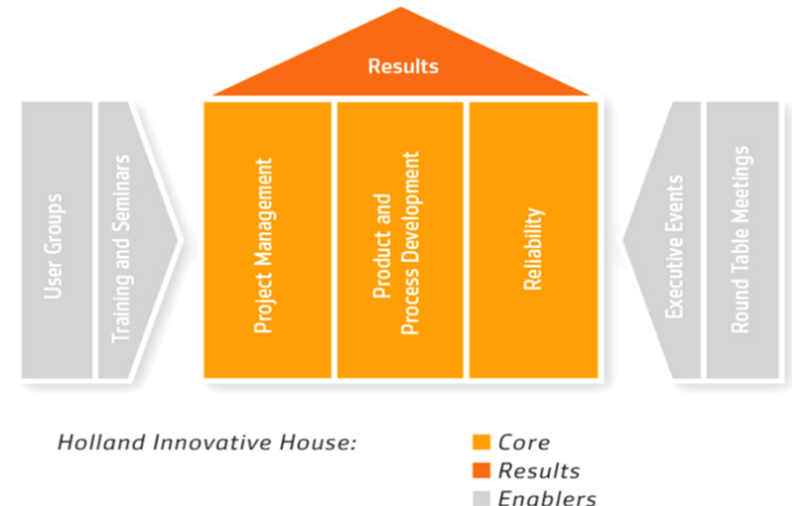 Results
User Groups
Training and Seminars
Project Management
Product and
Process Development
Reliability
Executive Events
Round Table Meetings
Holland Innovative House:
Core
Results
Enablers